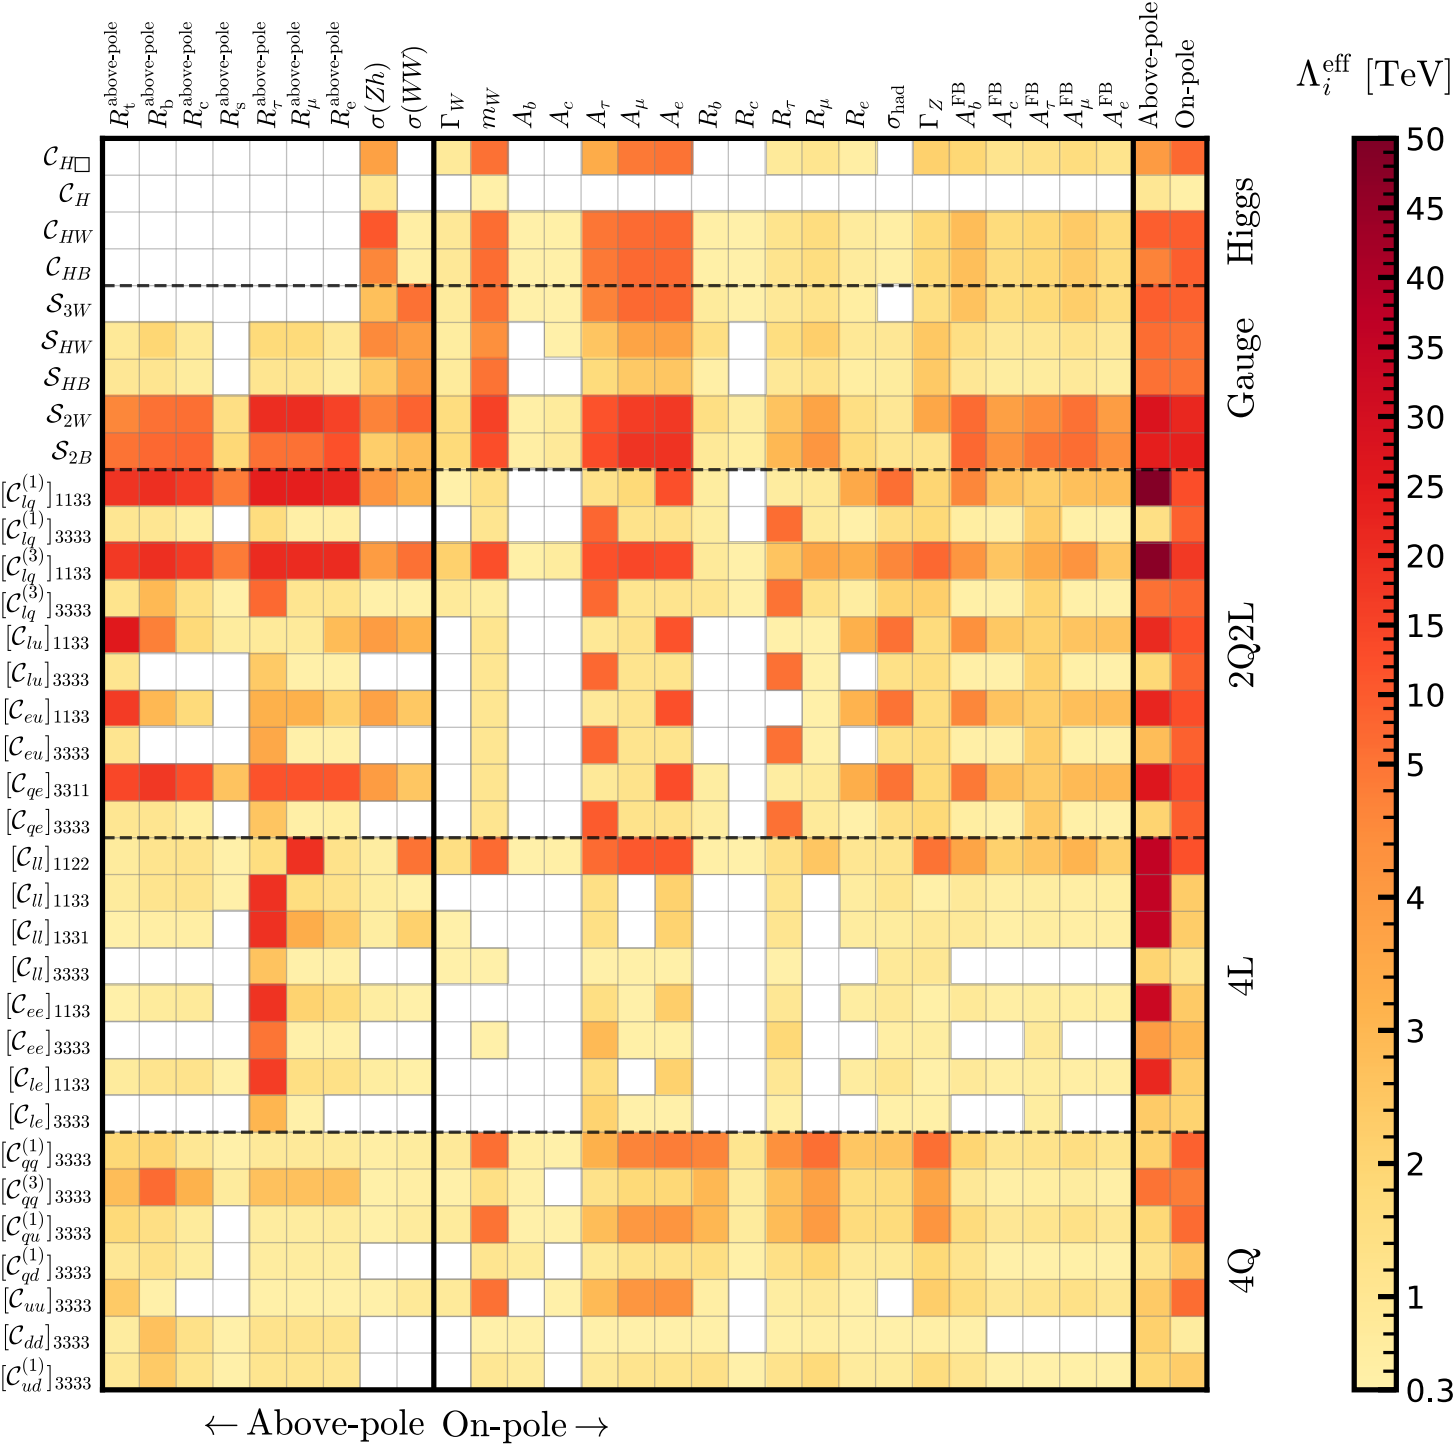 R_t^above-pole
R_b^above-pole
R_c^above-pole
R_s^above-pole
R_τ^above-pole
R_μ^above-pole
R_e^above-pole
σ(Zh)
σ(WW)
Γ_W
m_W
A_b
A_c
A_τ
A_μ
A_e
R_b
R_c
R_τ
R_μ
R_e
σ_had
Γ_Z
A_b^FB
A_c^FB
A_τ^FB
A_μ^FB
A_e^FB
Above-pole
On-pole
Λ_i^eff [TeV]
C_H□
C_H
C_HW
C_HB
S_3W
S_HW
S_HB
S_2W
S_2B
[C_lq^(1)]_1133
[C_lq^(1)]_3333
[C_lq^(3)]_1133
[C_lq^(3)]_3333
[C_lu]_1133
[C_lu]_3333
[C_eu]_1133
[C_eu]_3333
[C_qe]_3311
[C_qe]_3333
[C_ll]_1122
[C_ll]_1133
[C_ll]_1331
[C_ll]_3333
[C_ee]_1133
[C_ee]_3333
[C_le]_1133
[C_le]_3333
[C_qq^(1)]_3333
[C_qq^(3)]_3333
[C_qu^(1)]_3333
[C_qd^(1)]_3333
[C_uu]_3333
[C_dd]_3333
[C_ud^(1)]_3333
Higgs
Gauge
2Q2L
4L
4Q
50
45
40
35
30
25
20
15
10
5
4
3
2
1
0.3
← Above-pole On-pole →